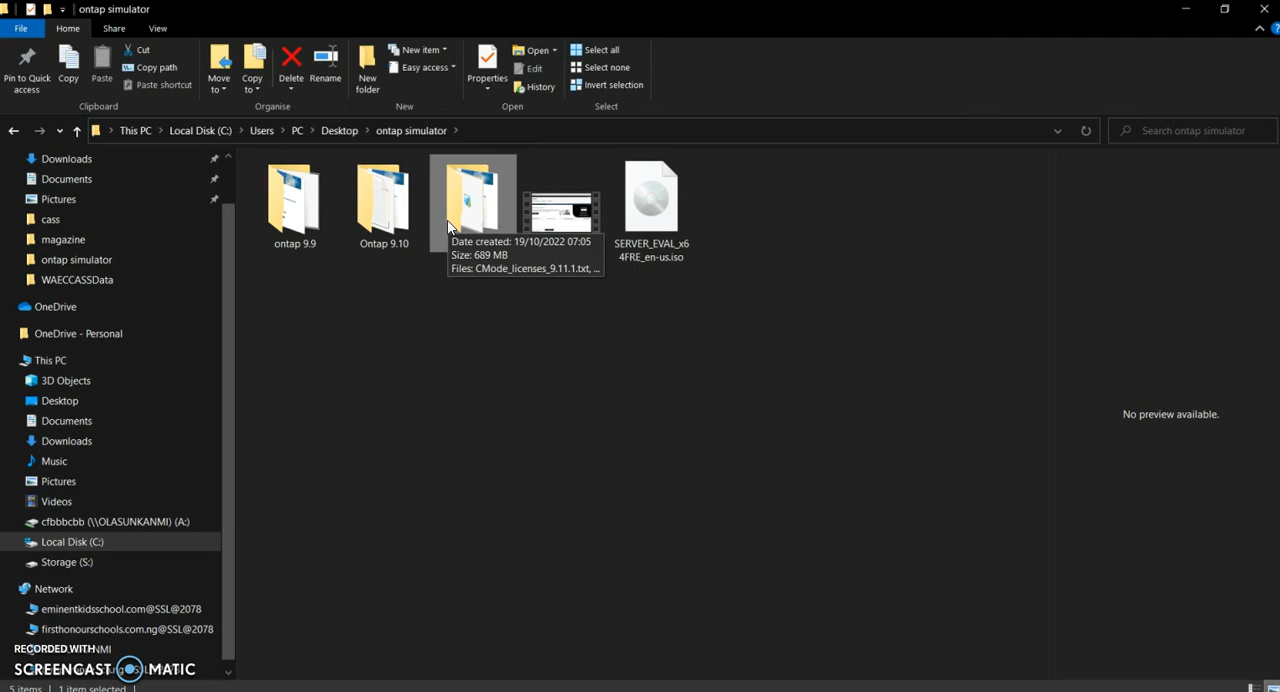 ontap simulator
File Home Share View
Pin to Quick access
Copy
Paste
Cut
Copy path
Paste shortcut
Clipboard
Move to
Copy to
Delete
Rename
Organise
New folder
New item
Easy access
New
Properties
Open
Edit
History
Open
Select all
Select none
Invert selection
Select
This PC
Local Disk (C:)
Users
PC
Desktop
ontap simulator
Search ontap simulator
Downloads
Documents
Pictures
cass
magazine
ontap simulator
WAECCASSData
OneDrive
OneDrive - Personal
This PC
3D Objects
Desktop
Documents
Downloads
Music
Pictures
Videos
cfbbbcbb (\\OLASUNKANMI) (A:)
Local Disk (C:)
Storage (S:)
Network
eminentkidsschool.com@SSL@2078
firsthonourschools.com.ng@SSL@2078
ontap 9.9
Ontap 9.10
Date created: 19/10/2022 07:05
Size: 689 MB
Files: CMode_licenses_9.11.1.txt, ...
SERVER_EVAL_x6
4FRE_en-us.iso
No preview available.
RECORDED WITH
SCREENCAST MATIC
5 items
1 item selected